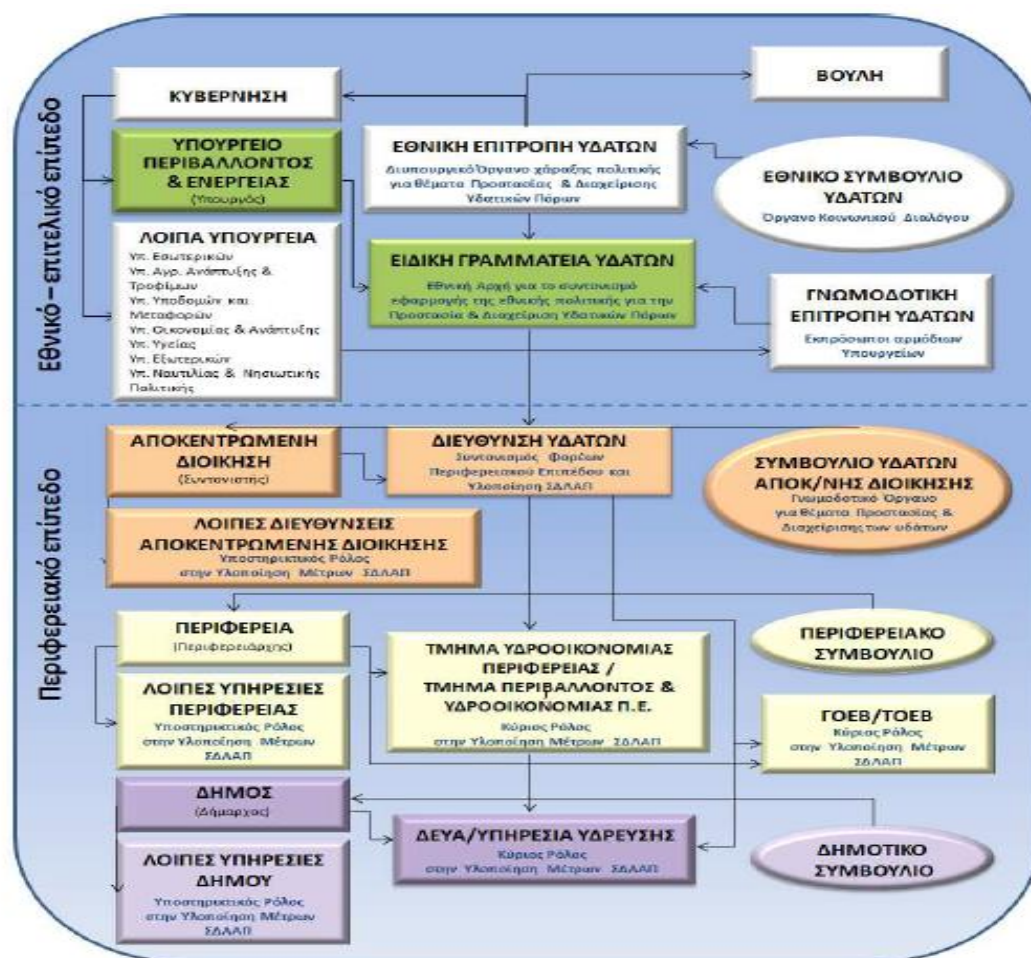 Εθνικό – επιτελικό επίπεδο
ΚΥΒΕΡΝΗΣΗ
ΒΟΥΛΗ
ΥΠΟΥΡΓΕΙΟ
ΠΕΡΙΒΑΛΛΟΝΤΟΣ
& ΕΝΕΡΓΕΙΑΣ
(Υπουργός)
ΕΘΝΙΚΗ ΕΠΙΤΡΟΠΗ ΥΔΑΤΩΝ
Διυπουργικό Όργανο χάραξης πολιτικής
για θέματα Προστασίας & Διαχείρισης
Υδατικών Πόρων
ΕΘΝΙΚΟ ΣΥΜΒΟΥΛΙΟ
ΥΔΑΤΩΝ
Όργανο Κοινωνικού Διαλόγου
ΛΟΙΠΑ ΥΠΟΥΡΓΕΙΑ
Υπ. Εσωτερικών
Υπ. Αγρ. Ανάπτυξης &
Τροφίμων
Υπ. Υποδομών και
Μεταφορών
Υπ. Οικονομίας & Ανάπτυξης
Υπ. Υγείας
Υπ. Εξωτερικών
Υπ. Ναυτιλίας & Νησιωτικής
Πολιτικής
ΕΙΔΙΚΗ ΓΡΑΜΜΑΤΕΙΑ ΥΔΑΤΩΝ
Εθνική Αρχή για το συντονισμό
εφαρμογής της εθνικής πολιτικής για την
Προστασία & Διαχείριση Υδατικών Πόρων
ΓΝΩΜΟΔΟΤΙΚΗ
ΕΠΙΤΡΟΠΗ ΥΔΑΤΩΝ
Εκπρόσωποι αρμόδιων
Υπουργείων
Περιφερειακό επίπεδο
ΑΠΟΚΕΝΤΡΩΜΕΝΗ
ΔΙΟΙΚΗΣΗ
(Συντονιστής)
ΔΙΕΥΘΥΝΣΗ ΥΔΑΤΩΝ
Συντονισμός Φορέων
Περιφερειακού Επιπέδου και
Υλοποίηση ΣΔΛΑΠ
ΣΥΜΒΟΥΛΙΟ ΥΔΑΤΩΝ
ΑΠΟΚ/ΝΗΣ ΔΙΟΙΚΗΣΗΣ
Γνωμοδοτικό Όργανο
για θέματα Προστασίας &
Διαχείρισης των υδάτων
ΛΟΙΠΕΣ ΔΙΕΥΘΥΝΣΕΙΣ
ΑΠΟΚΕΝΤΡΩΜΕΝΗΣ ΔΙΟΙΚΗΣΗΣ
Υποστηρικτικός Ρόλος
στην Υλοποίηση Μέτρων ΣΔΛΑΠ
ΠΕΡΙΦΕΡΕΙΑ
(Περιφερειάρχης)
ΤΜΗΜΑ ΥΔΡΟΟΙΚΟΝΟΜΙΑΣ
ΠΕΡΙΦΕΡΕΙΑΣ /
ΤΜΗΜΑ ΠΕΡΙΒΑΛΛΟΝΤΟΣ &
ΥΔΡΟΟΙΚΟΝΟΜΙΑΣ Π.Ε.
Κύριος Ρόλος
στην Υλοποίηση Μέτρων ΣΔΛΑΠ
ΠΕΡΙΦΕΡΕΙΑΚΟ
ΣΥΜΒΟΥΛΙΟ
ΛΟΙΠΕΣ ΥΠΗΡΕΣΙΕΣ
ΠΕΡΙΦΕΡΕΙΑΣ
Υποστηρικτικός Ρόλος
στην Υλοποίηση Μέτρων
ΣΔΛΑΠ
ΓΟΕΒ/ΤΟΕΒ
Κύριος Ρόλος
στην Υλοποίηση Μέτρων
ΣΔΛΑΠ
ΔΗΜΟΣ
(Δήμαρχος)
ΔΕΥΑ/ΥΠΗΡΕΣΙΑ ΥΔΡΕΥΣΗΣ
Κύριος Ρόλος
στην Υλοποίηση Μέτρων ΣΔΛΑΠ
ΔΗΜΟΤΙΚΟ
ΣΥΜΒΟΥΛΙΟ
ΛΟΙΠΕΣ ΥΠΗΡΕΣΙΕΣ
ΔΗΜΟΥ
Υποστηρικτικός Ρόλος
στην Υλοποίηση Μέτρων
ΣΔΛΑΠ